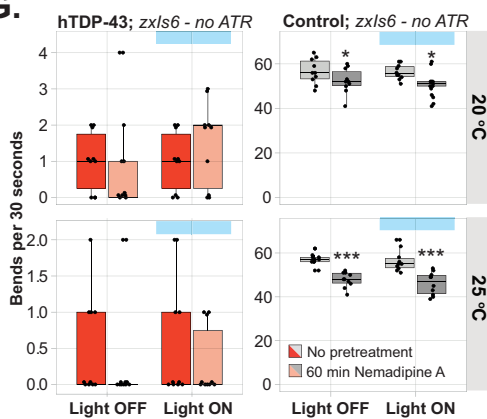 G.
hTDP-43; zxIs6 - no ATR
Control; zxIs6 - no ATR
Bends per 30 seconds
4
3
2
1
0
60
40
20
0
* *
20 °C
2.0
1.5
1.0
0.5
0.0
60
40
20
0
*** ***
25 °C
No pretreatment
60 min Nemadipine A
Light OFF Light ON
Light OFF Light ON